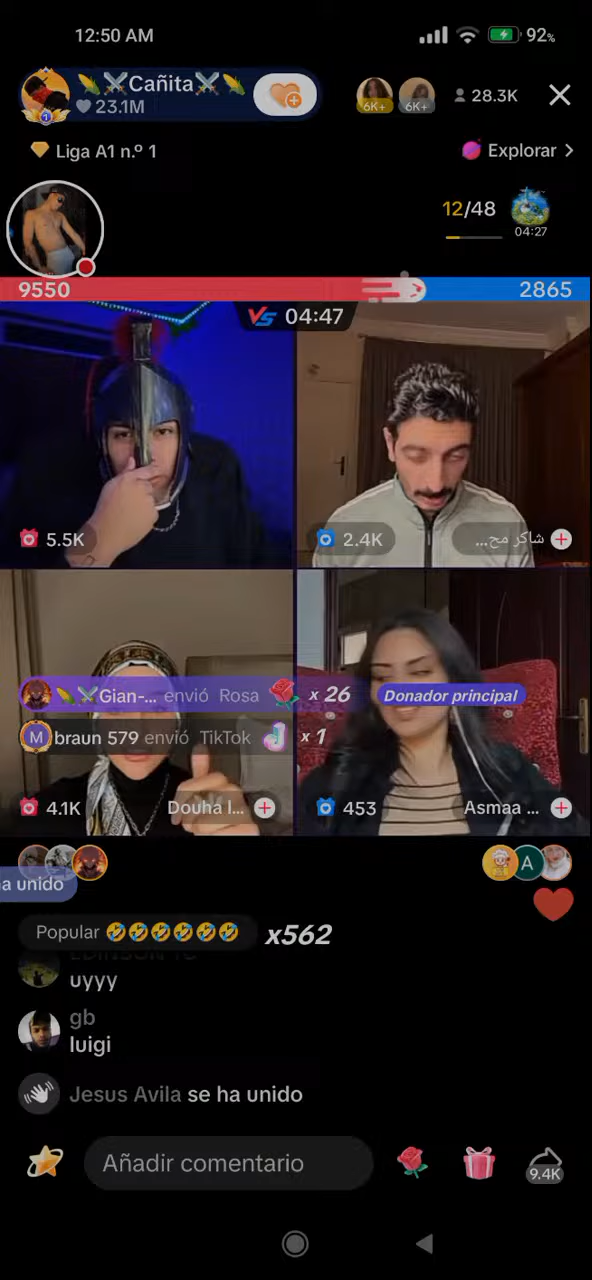 12:50 AM
92%
🌽⚔️Cañita⚔️🌽
23.1M
6K+
6K+
28.3K
Liga A1 n.º 1
Explorar
12/48
04:27
9550
2865
VS 04:47
5.5K
2.4K
شاكر مح...
🌽⚔️Gian-... envió Rosa x 26
Donador principal
M
braun 579 envió TikTok x 1
4.1K
Douha l...
453
Asmaa ...
A
a unido
Popular 🤣🤣🤣🤣🤣🤣 x562
uyyy
gb
luigi
Jesus Avila se ha unido
Añadir comentario
9.4K